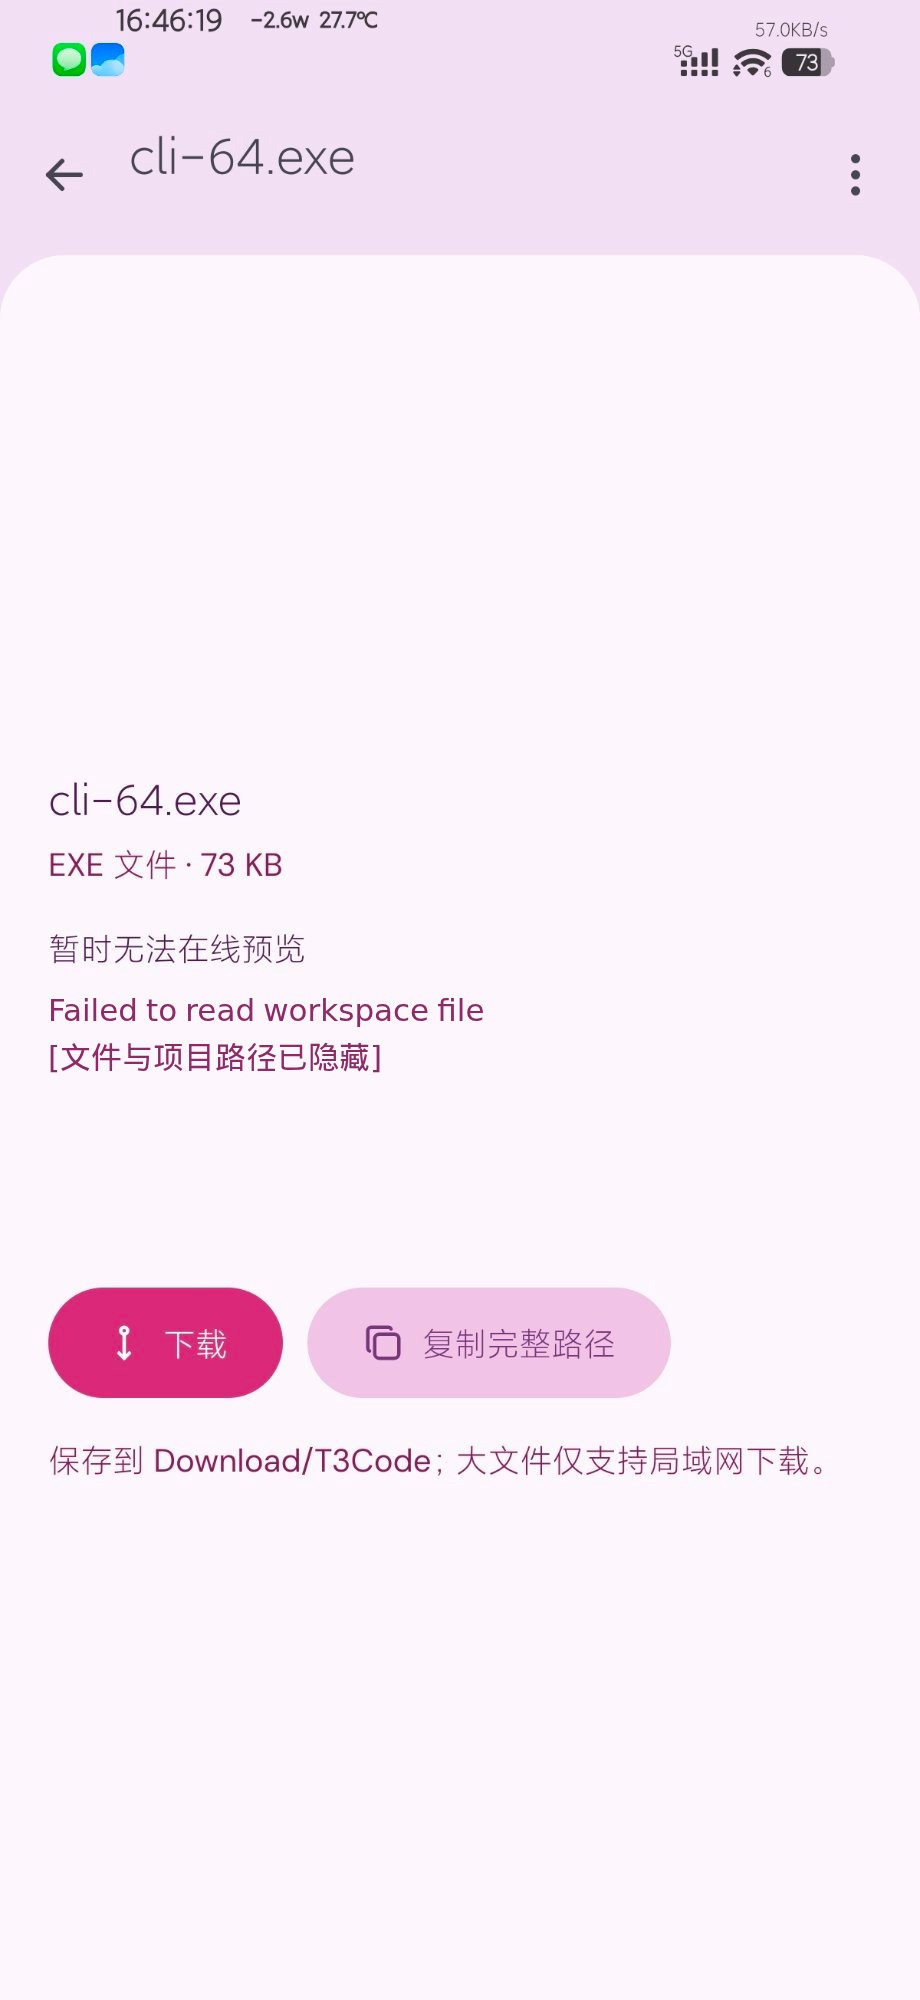 16:46:19 -2.6w 27.7℃
57.0KB/s
5G 6 73
cli-64.exe
cli-64.exe
EXE 文件 · 73 KB
暂时无法在线预览
Failed to read workspace file
[文件与项目路径已隐藏]
下载
复制完整路径
保存到 Download/T3Code；大文件仅支持局域网下载。